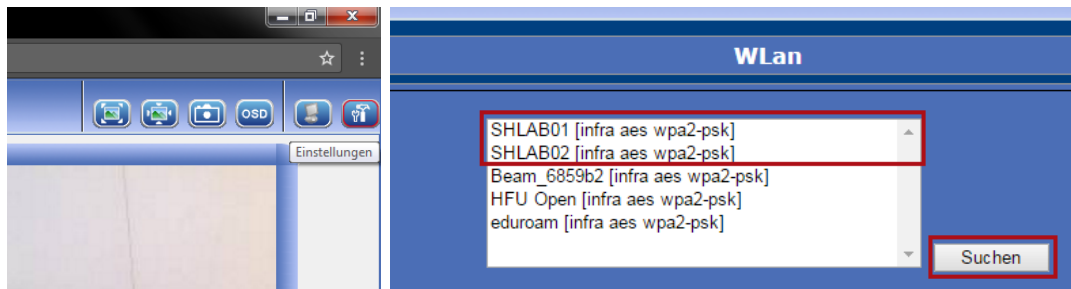 OSD
Einstellungen
WLan
SHLAB01 [infra aes wpa2-psk]
SHLAB02 [infra aes wpa2-psk]
Beam_6859b2 [infra aes wpa2-psk]
HFU Open [infra aes wpa2-psk]
eduroam [infra aes wpa2-psk]
Suchen